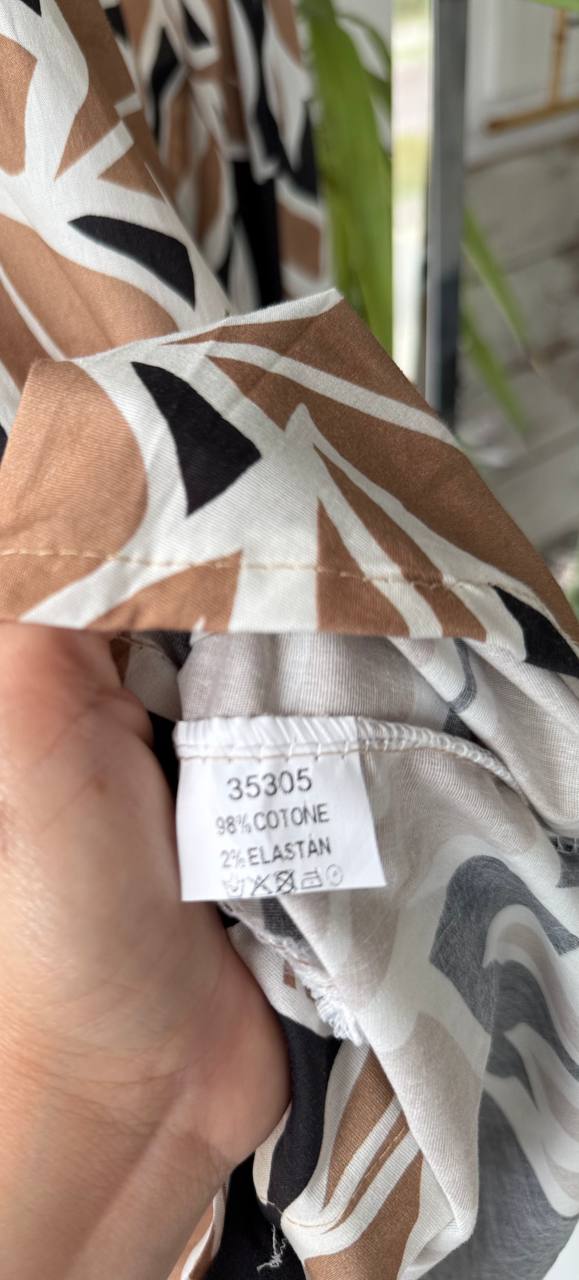 35305
98% COTONE
2% ELASTAN